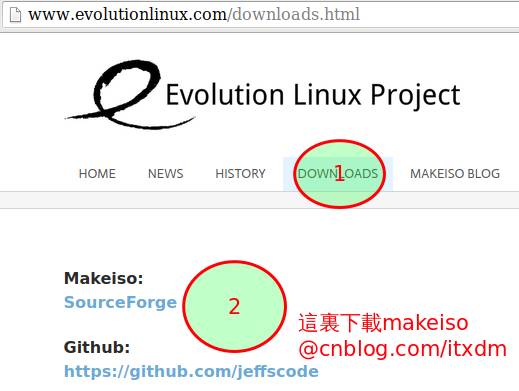 www.evolutionlinux.com/downloads.html
Evolution Linux Project
HOME NEWS HISTORY DOWNLOADS MAKEISO BLOG
1
Makeiso:
SourceForge
2
Github:
https://github.com/jeffscode
這裏下載makeiso
@cnblog.com/itxdm